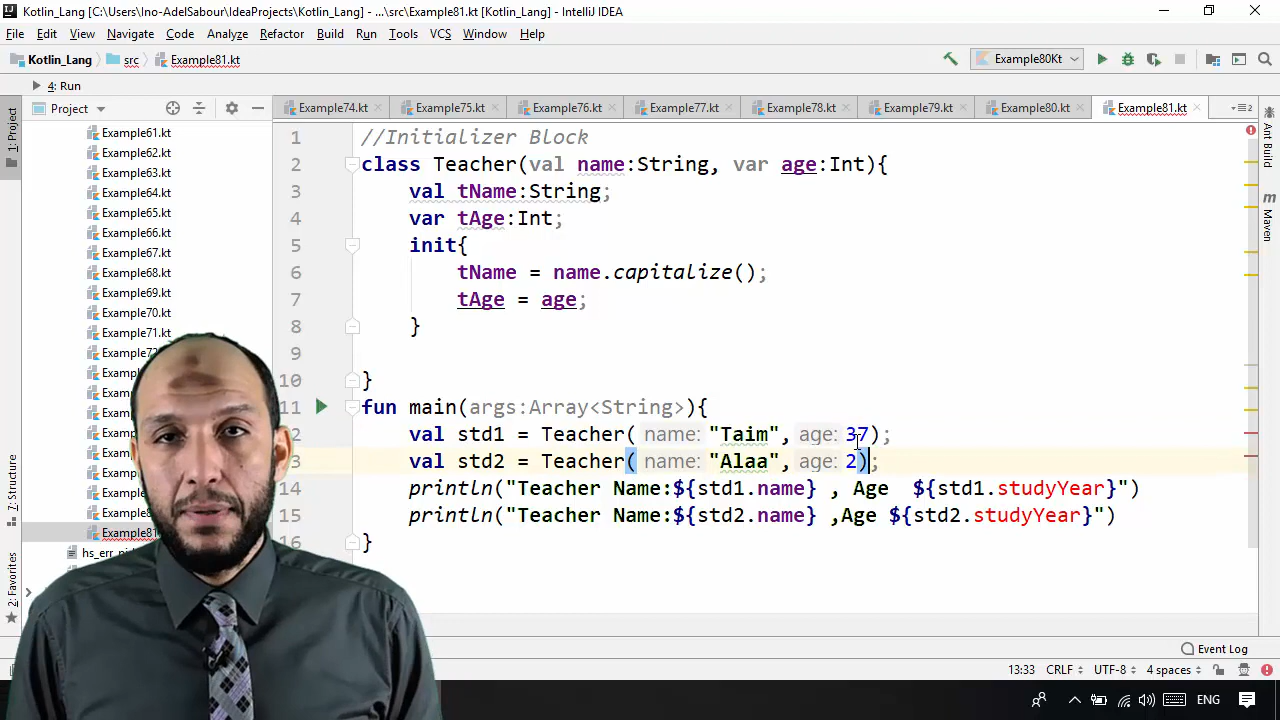 Kotlin_Lang [C:\Users\Ino-AdelSabour\IdeaProjects\Kotlin_Lang] - ...\src\Example81.kt [Kotlin_Lang] - IntelliJ IDEA
File Edit View Navigate Code Analyze Refactor Build Run Tools VCS Window Help
Kotlin_Lang src Example81.kt Example80Kt
4: Run
Project Example74.kt Example75.kt Example76.kt Example77.kt Example78.kt Example79.kt Example80.kt Example81.kt
1: Project
7: Structure
2: Favorites
Example61.kt
Example62.kt
Example63.kt
Example64.kt
Example65.kt
Example66.kt
Example67.kt
Example68.kt
Example69.kt
Example70.kt
Example71.kt
Example81
1 //Initializer Block
2 class Teacher(val name:String, var age:Int){
3 val tName:String;
4 var tAge:Int;
5 init{
6 tName = name.capitalize();
7 tAge = age;
8 }
9
10 }
11 fun main(args:Array<String>){
2 val std1 = Teacher( name: "Taim", age: 37);
3 val std2 = Teacher( name: "Alaa", age: 2);
14 println("Teacher Name:${std1.name} , Age  ${std1.studyYear}")
15 println("Teacher Name:${std2.name} ,Age ${std2.studyYear}")
16 }
Ant Build
m Maven
Event Log
13:33 CRLF UTF-8 4 spaces
ENG